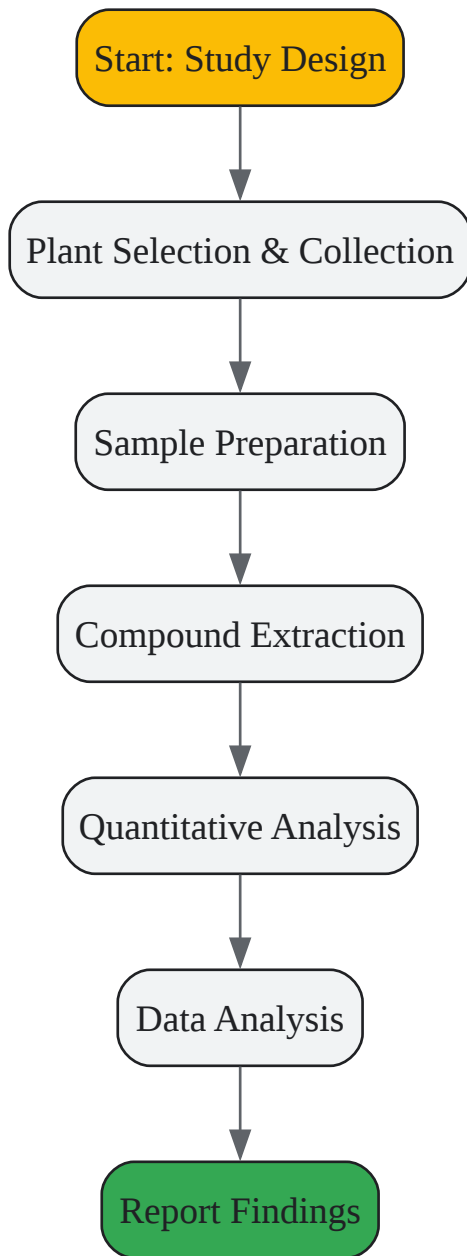 Start: Study Design
Plant Selection & Collection
Sample Preparation
Compound Extraction
Quantitative Analysis
Data Analysis
Report Findings